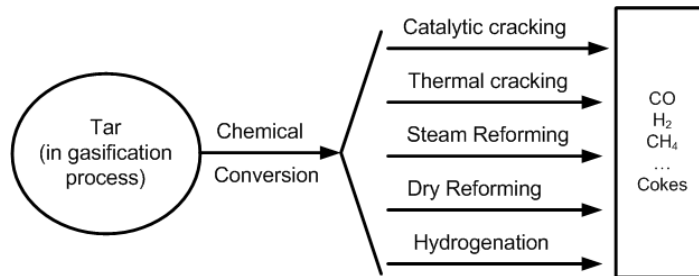 Tar
(in gasification
process)
Chemical
Conversion
Catalytic cracking
Thermal cracking
Steam Reforming
Dry Reforming
Hydrogenation
CO
H₂
CH₄
...
Cokes